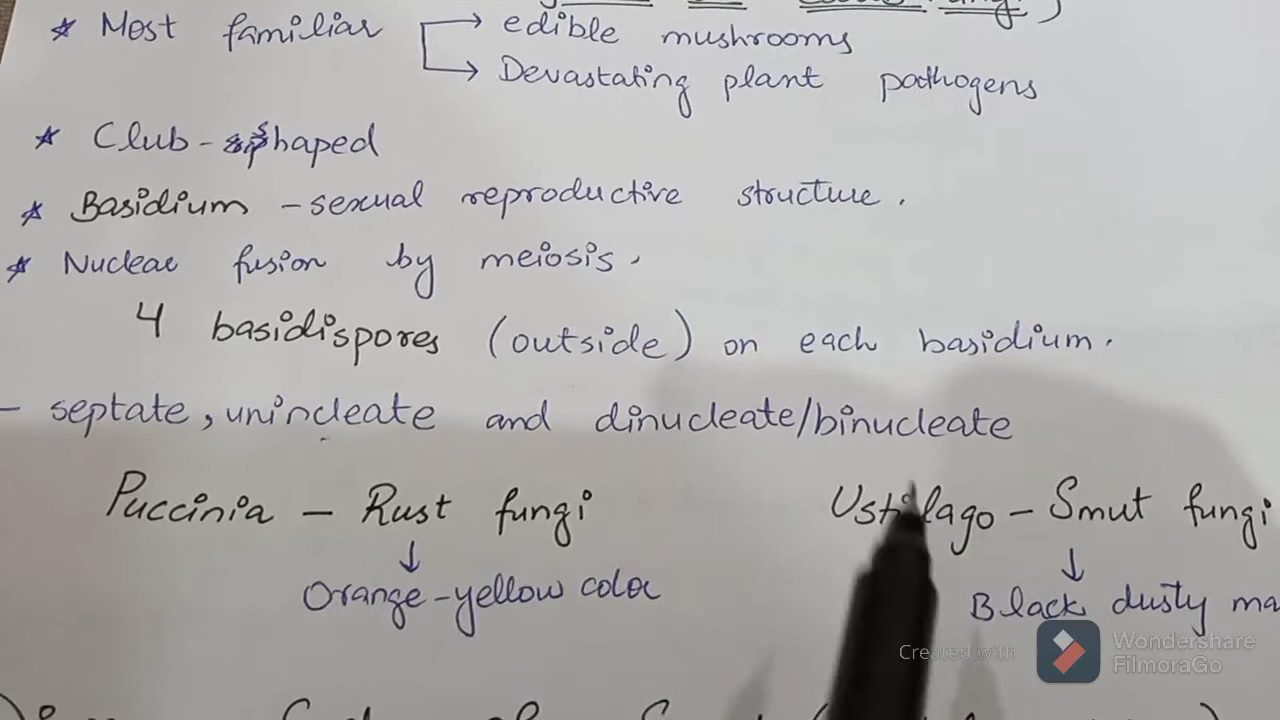 * Most familiar → edible mushrooms
→ Devastating plant pathogens
* Club-shaped
* Basidium - sexual reproductive structure.
* Nuclear fusion by meiosis.
4 basidispores (outside) on each basidium.
- septate, unincleate and dinucleate/binucleate
Puccinia - Rust fungi
↓
Orange-yellow color
Ustilago - Smut fungi
↓
Black dusty ma
Created with Wondershare FilmoraGo